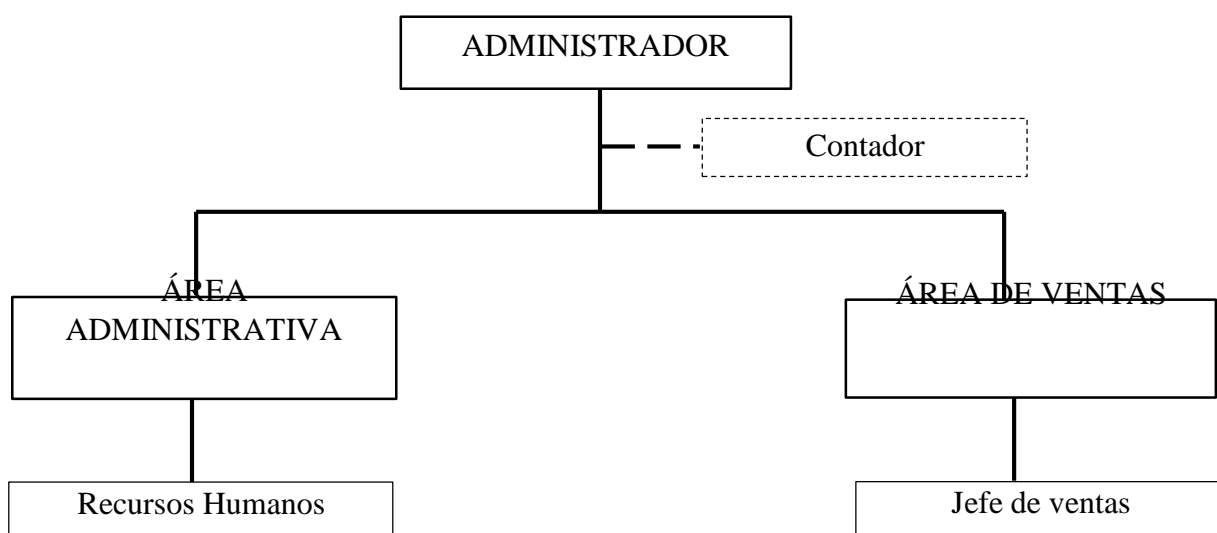 ADMINISTRADOR
Contador
ÁREA
ADMINISTRATIVA
ÁREA DE VENTAS
Recursos Humanos
Jefe de ventas